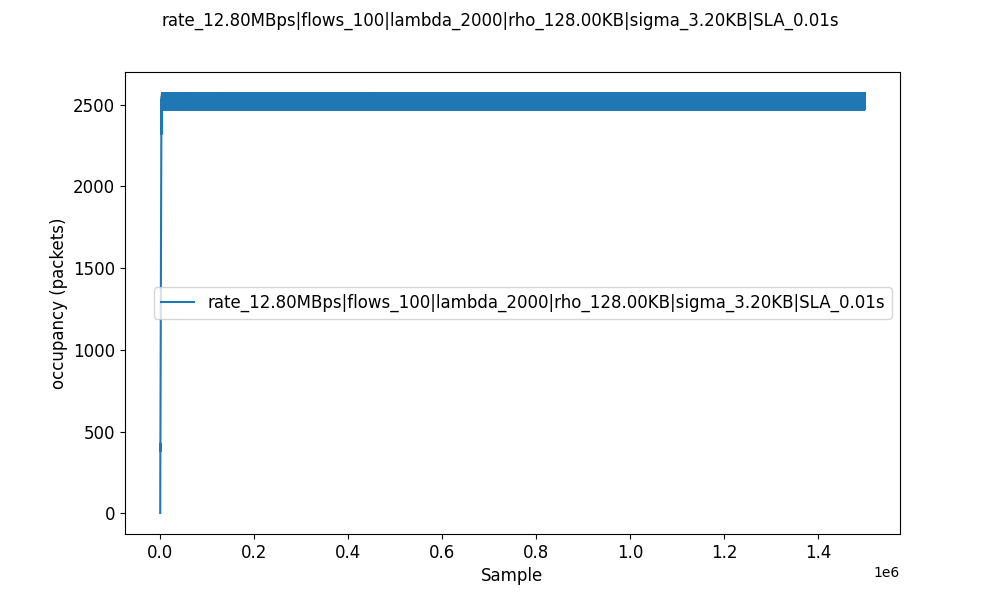 rate_12.80MBps|flows_100|lambda_2000|rho_128.00KB|sigma_3.20KB|SLA_0.01s
2500
2000
1500
1000
500
0
occupancy (packets)
rate_12.80MBps|flows_100|lambda_2000|rho_128.00KB|sigma_3.20KB|SLA_0.01s
0.0 0.2 0.4 0.6 0.8 1.0 1.2 1.4
Sample
1e6